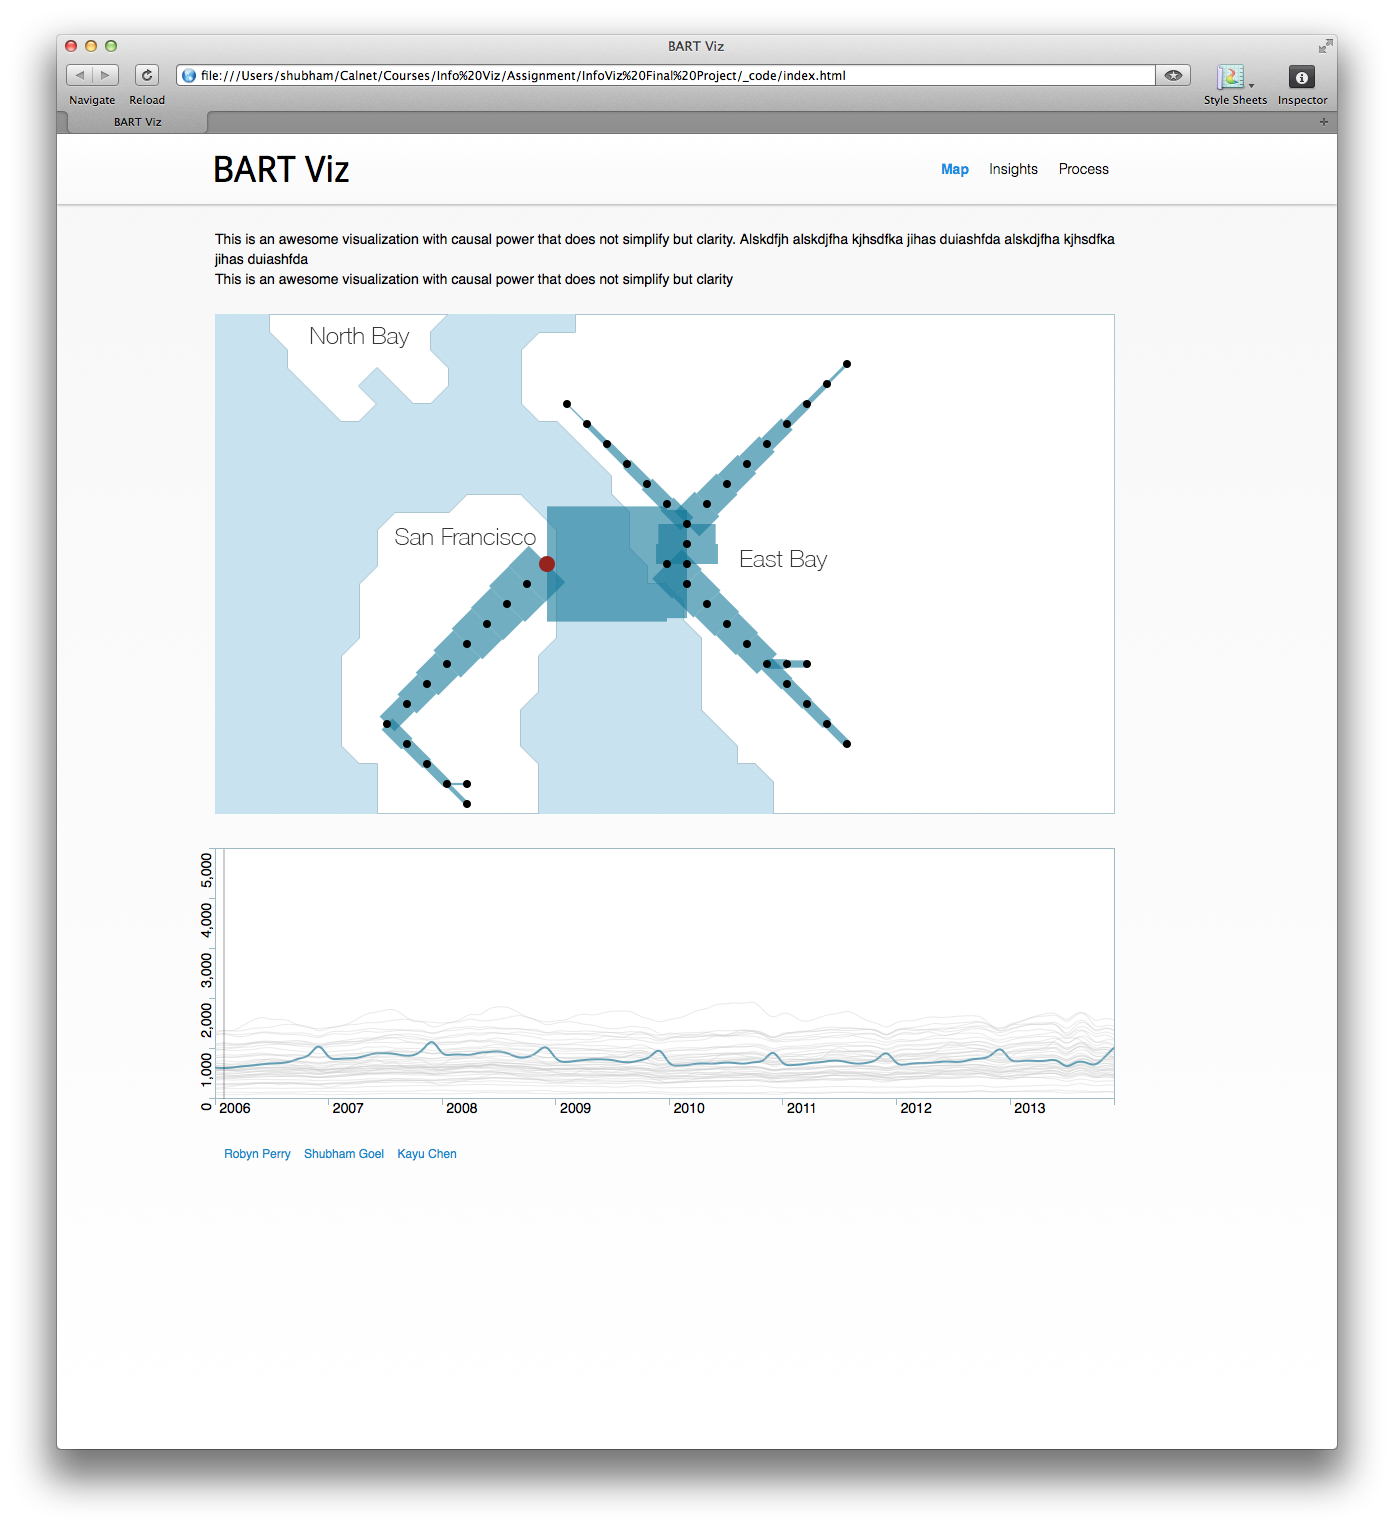 BART Viz
file:///Users/shubham/Calnet/Courses/Info%20Viz/Assignment/InfoViz%20Final%20Project/_code/index.html
Navigate Reload Style Sheets Inspector
BART Viz +
BART Viz
Map Insights Process
This is an awesome visualization with causal power that does not simplify but clarity. Alskdfjh alskdjfha kjhsdfka jihas duiashfda alskdjfha kjhsdfka
jihas duiashfda
This is an awesome visualization with causal power that does not simplify but clarity
North Bay
San Francisco
East Bay
5,000
4,000
3,000
2,000
1,000
0
2006 2007 2008 2009 2010 2011 2012 2013
Robyn Perry Shubham Goel Kayu Chen